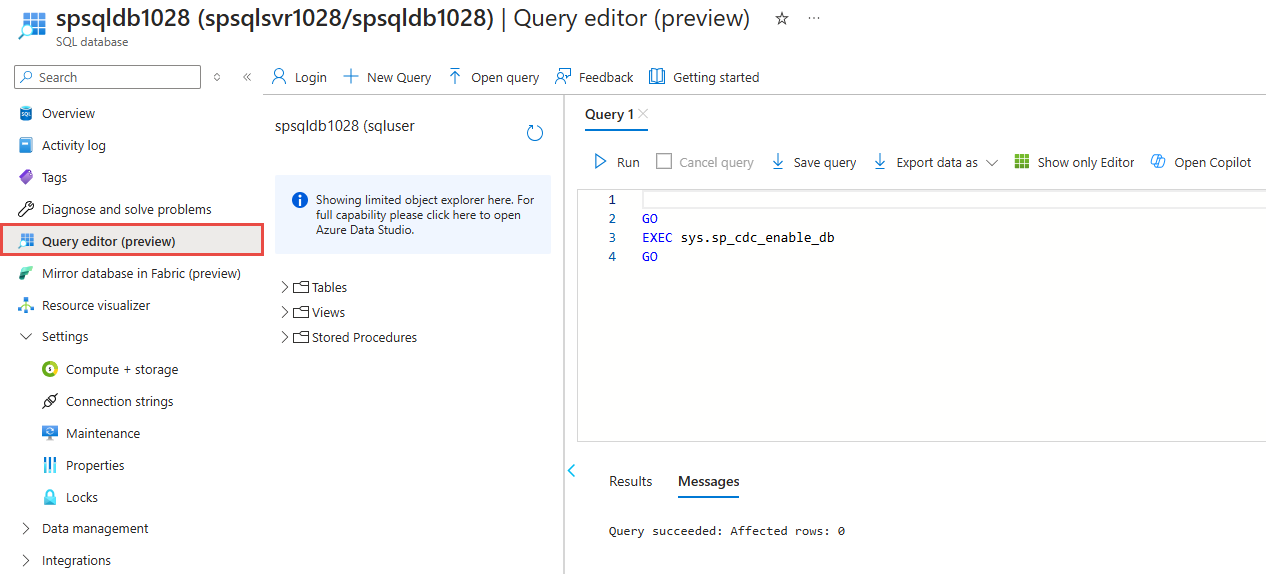 spsqldb1028 (spsqlsvr1028/spsqldb1028) | Query editor (preview)
SQL database
Search
Login
New Query
Open query
Feedback
Getting started
Overview
Activity log
Tags
Diagnose and solve problems
Query editor (preview)
Mirror database in Fabric (preview)
Resource visualizer
Settings
Compute + storage
Connection strings
Maintenance
Properties
Locks
Data management
Integrations
spsqldb1028 (sqluser
Showing limited object explorer here. For
full capability please click here to open
Azure Data Studio.
Tables
Views
Stored Procedures
Query 1
Run
Cancel query
Save query
Export data as
Show only Editor
Open Copilot
1
2 GO
3 EXEC sys.sp_cdc_enable_db
4 GO
Results
Messages
Query succeeded: Affected rows: 0